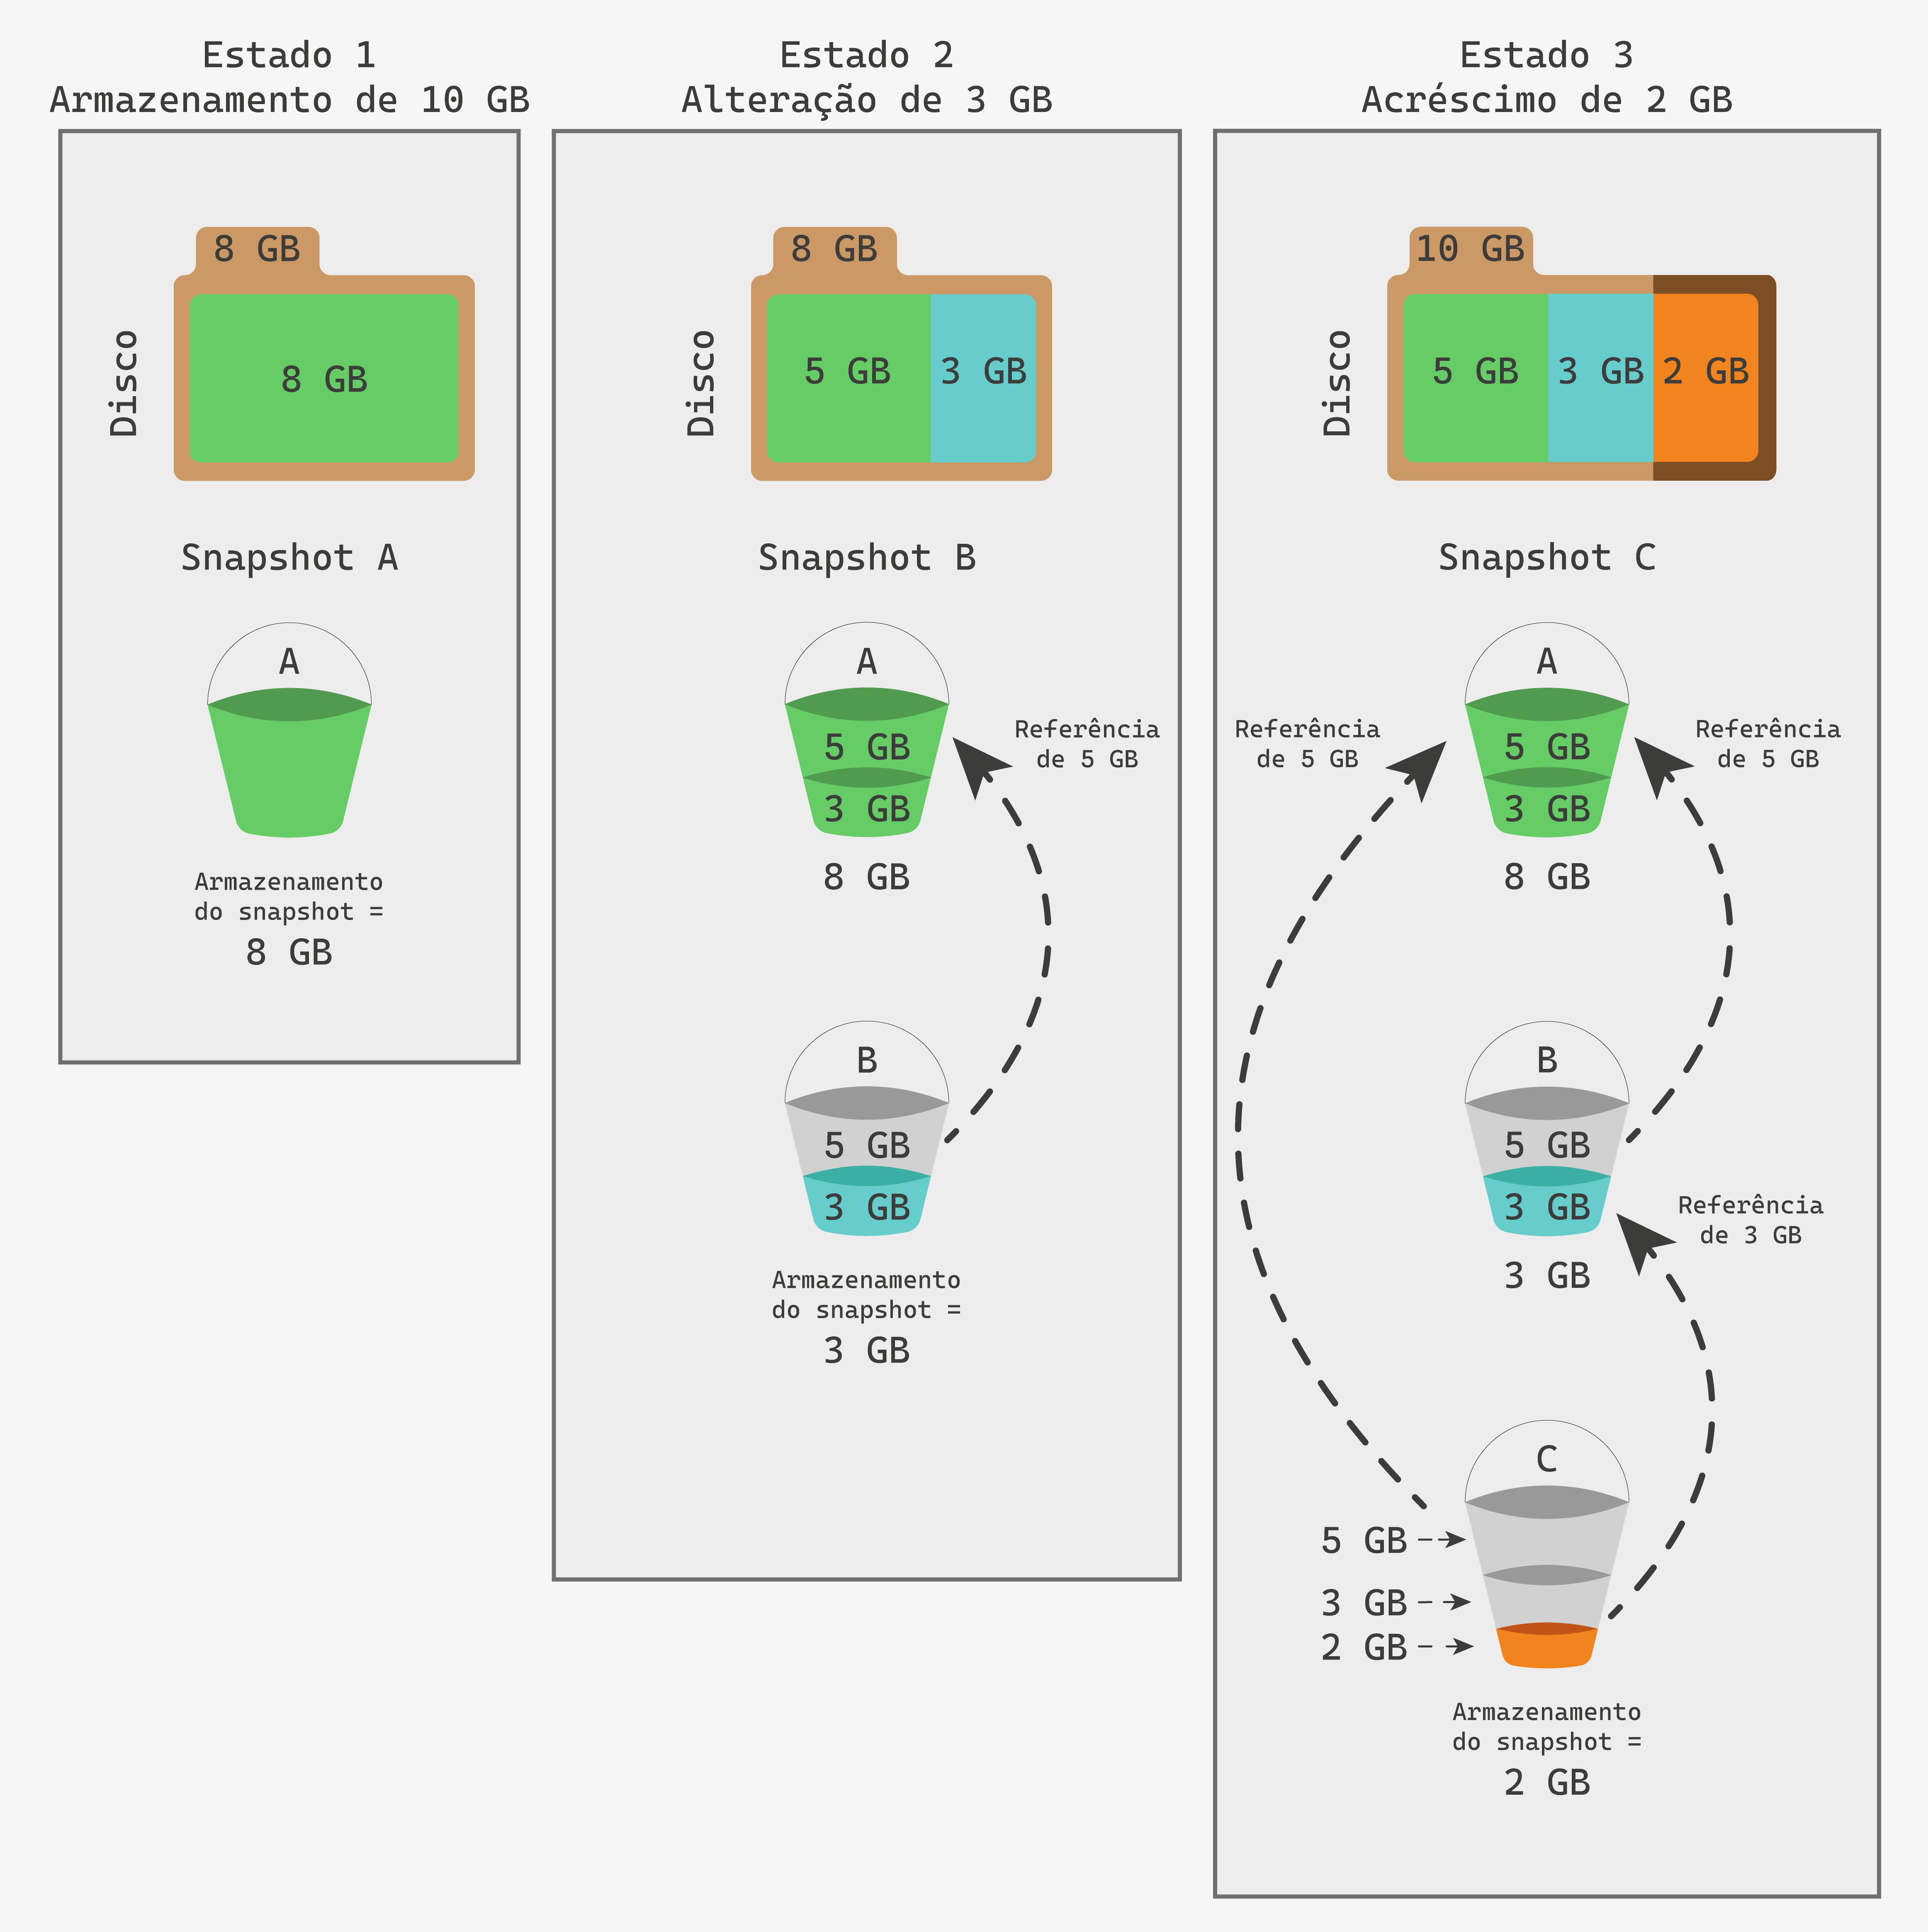 Estado 1
Armazenamento de 10 GB
8 GB
Disco
8 GB
Snapshot A
A
Armazenamento
do snapshot =
8 GB
Estado 2
Alteração de 3 GB
8 GB
Disco
5 GB
3 GB
Snapshot B
A
5 GB
3 GB
8 GB
Referência
de 5 GB
B
5 GB
3 GB
Armazenamento
do snapshot =
3 GB
Estado 3
Acréscimo de 2 GB
10 GB
Disco
5 GB
3 GB
2 GB
Snapshot C
Referência
de 5 GB
A
5 GB
3 GB
8 GB
Referência
de 5 GB
B
5 GB
3 GB
3 GB
Referência
de 3 GB
C
5 GB
3 GB
2 GB
Armazenamento
do snapshot =
2 GB